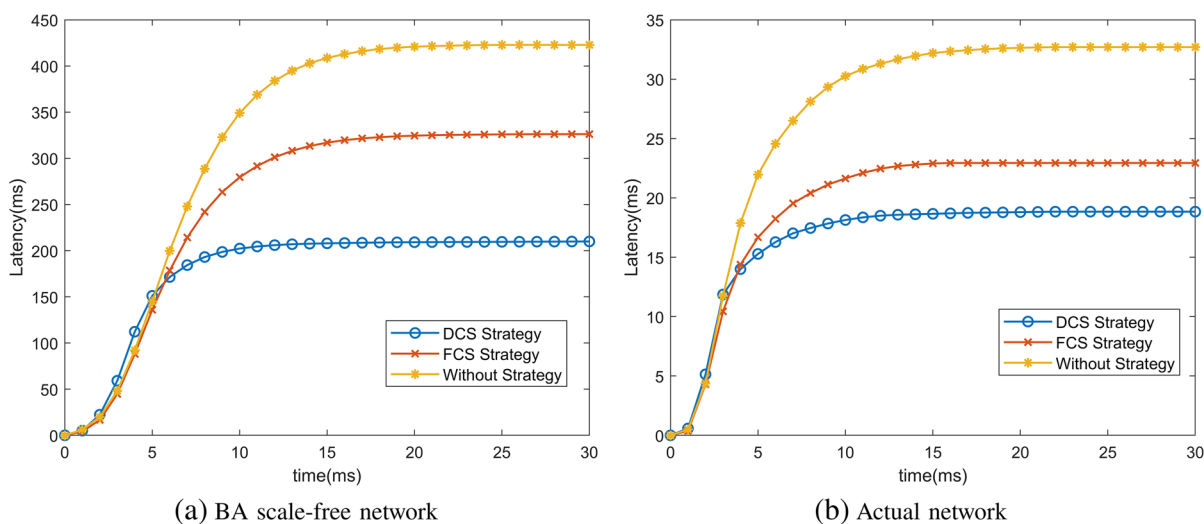 450
400
350
300
250
200
150
100
50
0
Latency(ms)
0 5 10 15 20 25 30
time(ms)
DCS Strategy
FCS Strategy
Without Strategy
(a) BA scale-free network
35
30
25
20
15
10
5
0
Latency(ms)
0 5 10 15 20 25 30
time(ms)
DCS Strategy
FCS Strategy
Without Strategy
(b) Actual network